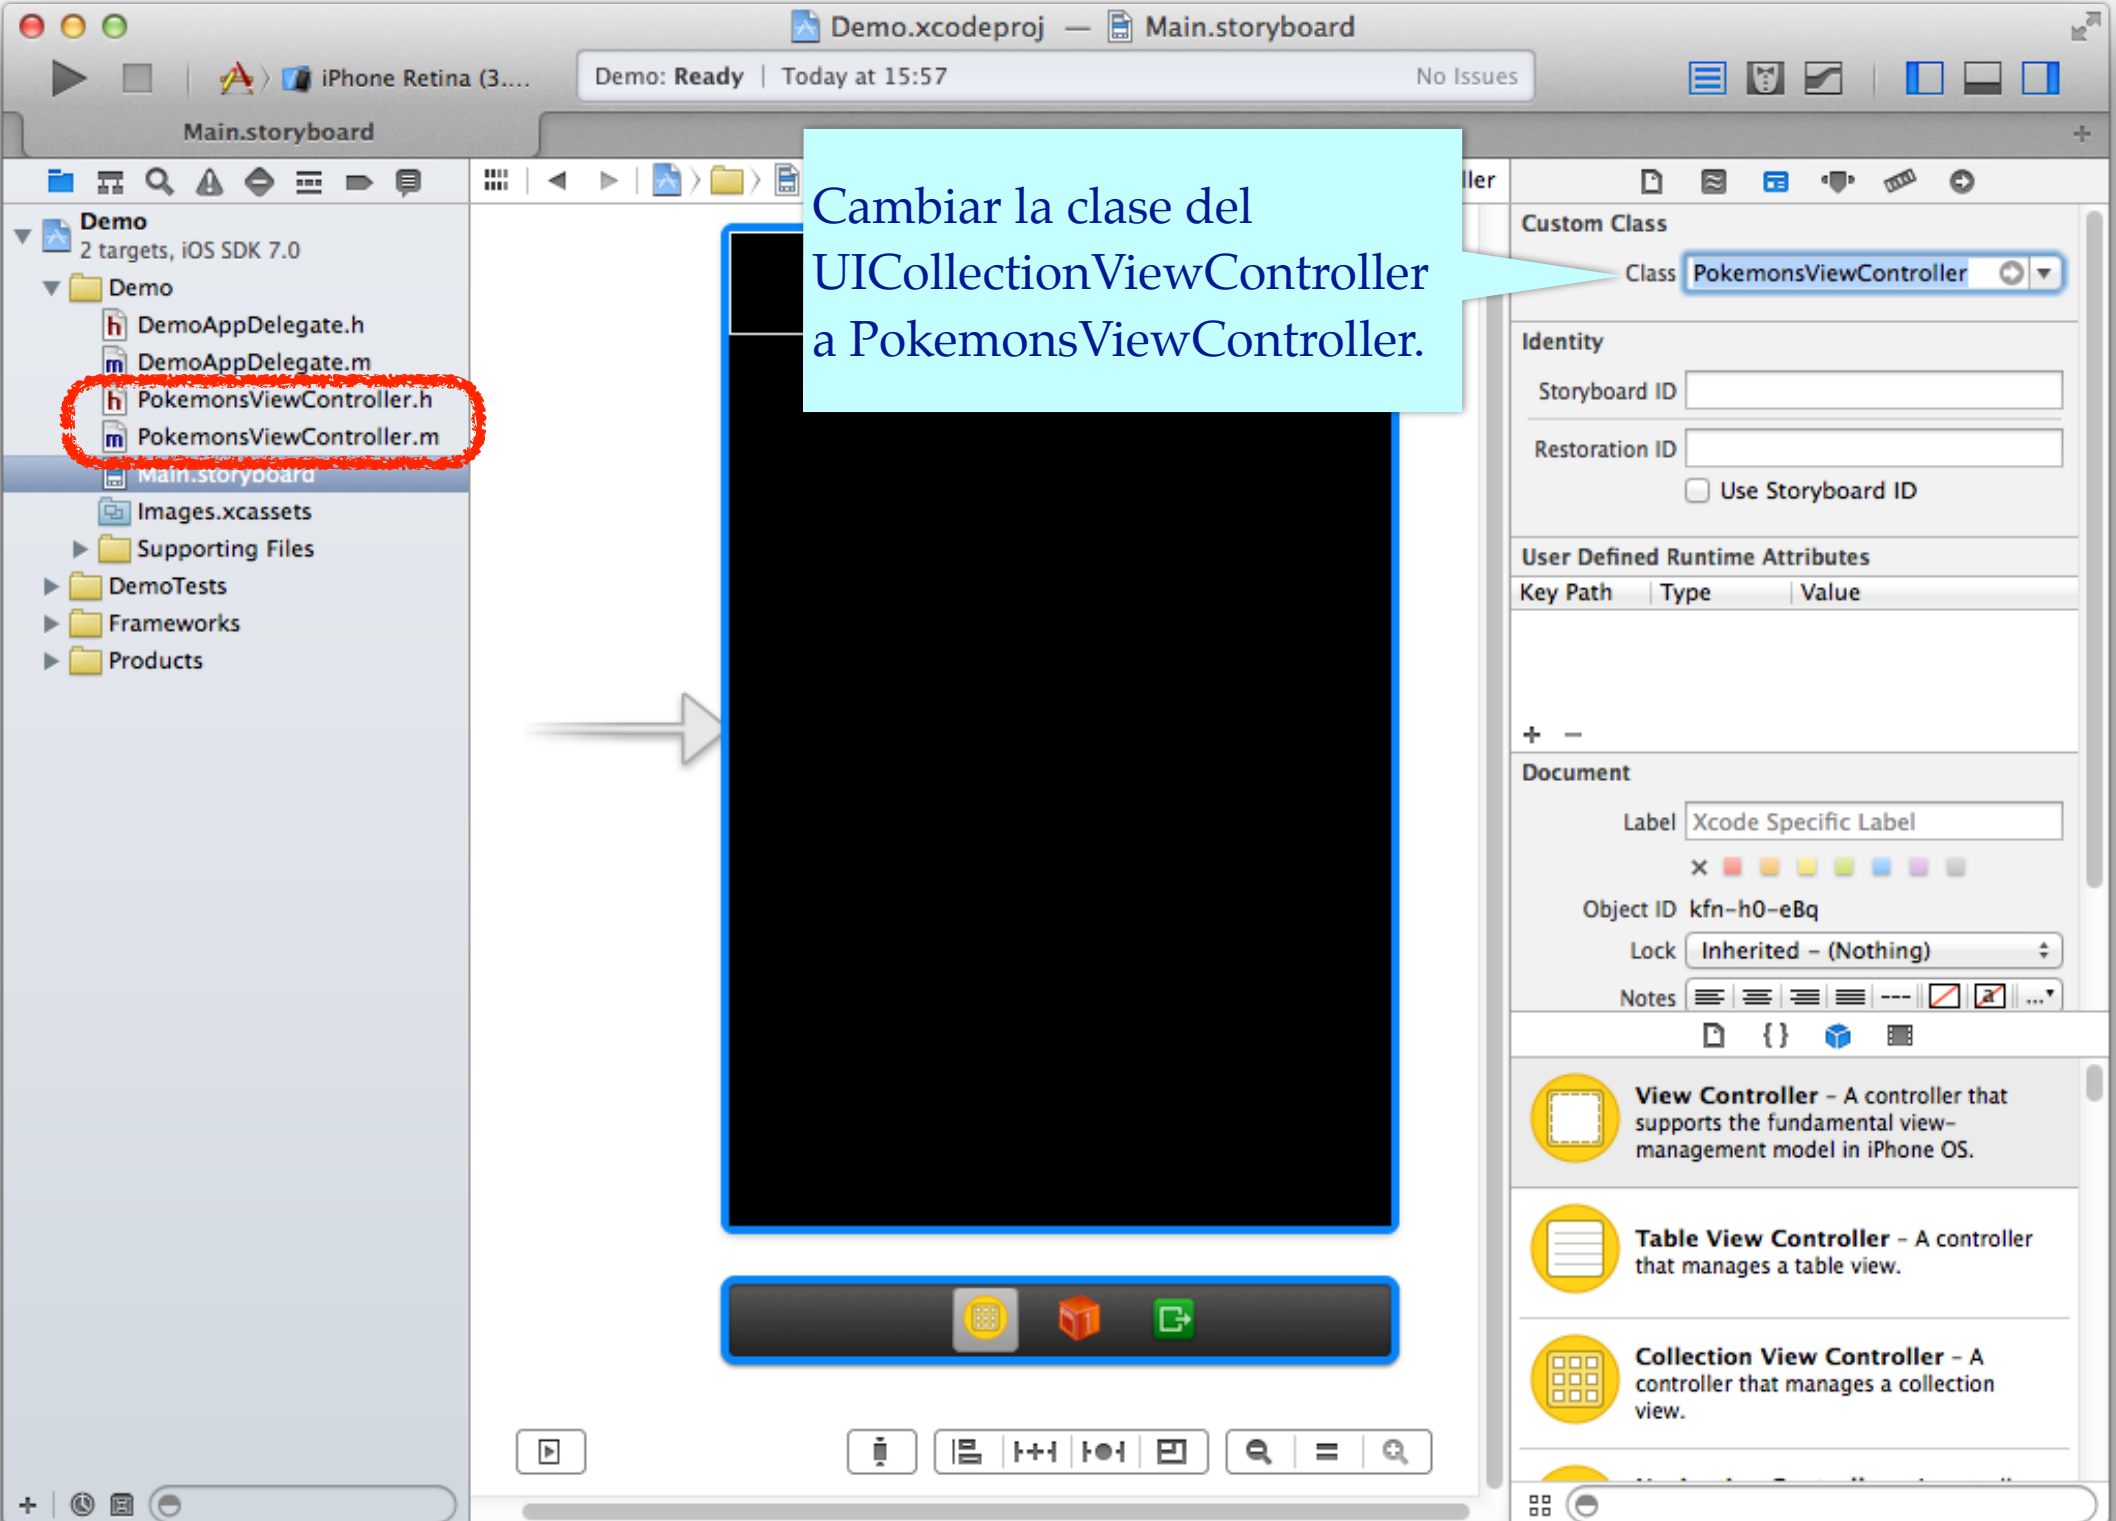 Demo.xcodeproj — Main.storyboard
iPhone Retina (3....
Demo: Ready | Today at 15:57
No Issues
Main.storyboard
Demo
2 targets, iOS SDK 7.0
Demo
DemoAppDelegate.h
DemoAppDelegate.m
PokemonsViewController.h
PokemonsViewController.m
Main.storyboard
Images.xcassets
Supporting Files
DemoTests
Frameworks
Products
ller
Cambiar la clase del
UICollectionViewController
a PokemonsViewController.
Custom Class
Class PokemonsViewController
Identity
Storyboard ID
Restoration ID
Use Storyboard ID
User Defined Runtime Attributes
Key Path Type Value
Document
Label Xcode Specific Label
Object ID kfn-h0-eBq
Lock Inherited - (Nothing)
Notes
View Controller - A controller that
supports the fundamental view-
management model in iPhone OS.
Table View Controller - A controller
that manages a table view.
Collection View Controller - A
controller that manages a collection
view.